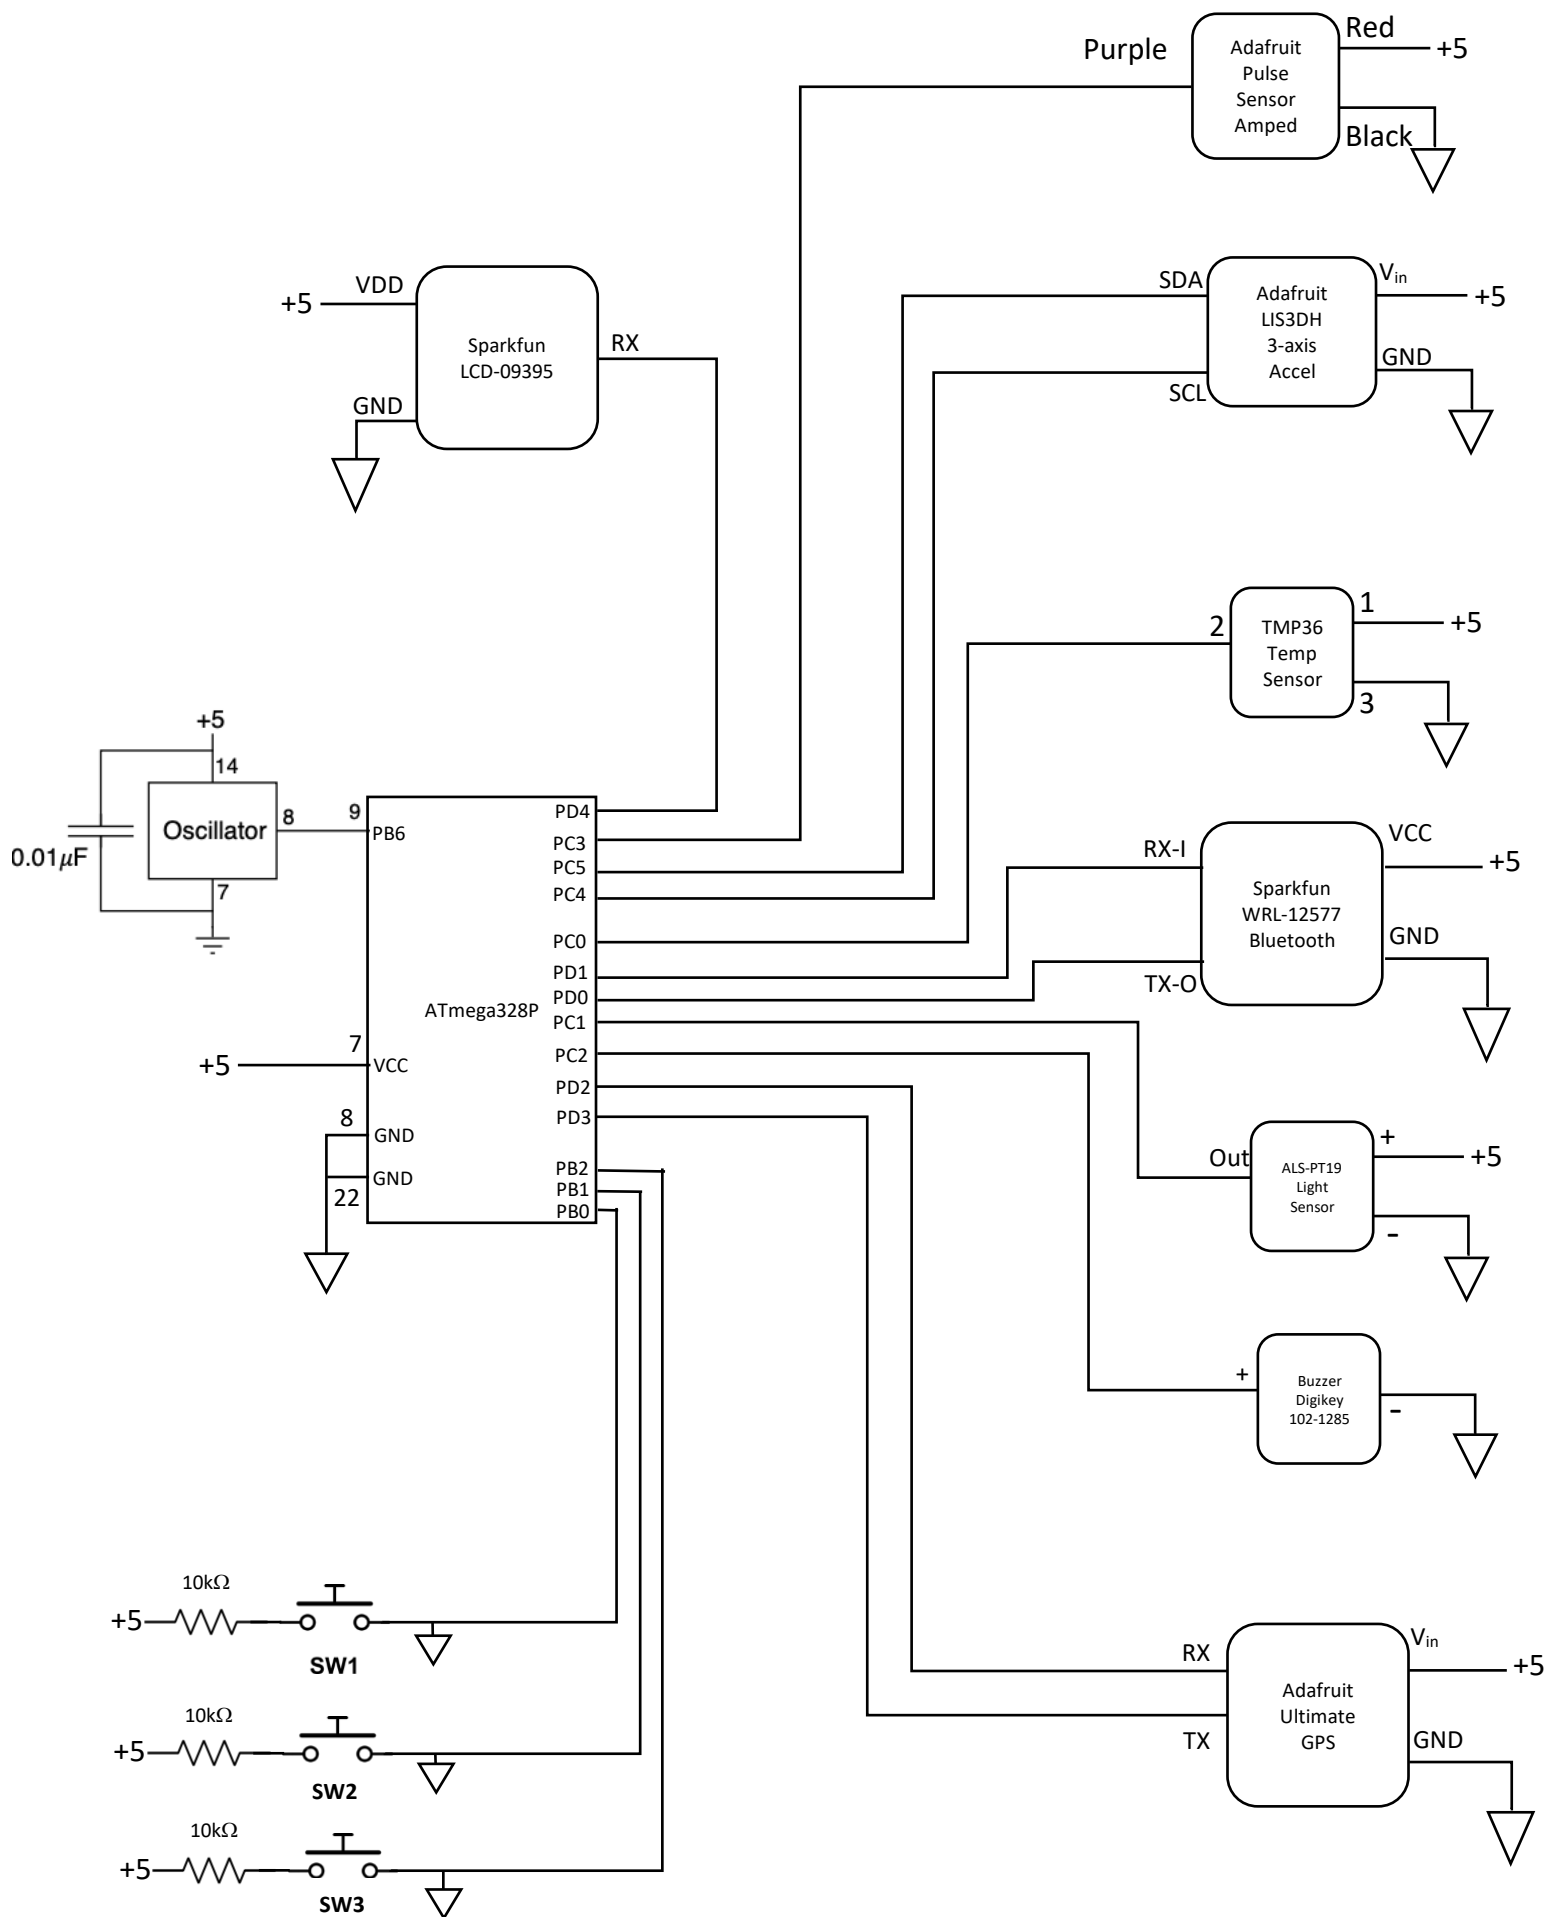 Purple
Adafruit
Pulse
Sensor
Amped
Red
+5
Black
VDD
+5
GND
Sparkfun
LCD-09395
RX
SDA
SCL
Adafruit
LIS3DH
3-axis
Accel
Vin
+5
GND
2
TMP36
Temp
Sensor
1
+5
3
+5
14
Oscillator
8
7
0.01μF
9
PB6
ATmega328P
7
+5
VCC
8
GND
GND
22
PD4
PC3
PC5
PC4
PC0
PD1
PD0
PC1
PC2
PD2
PD3
PB2
PB1
PB0
RX-I
TX-O
Sparkfun
WRL-12577
Bluetooth
VCC
+5
GND
Out
ALS-PT19
Light
Sensor
+
+5
-
+
Buzzer
Digikey
102-1285
-
10kΩ
+5
SW1
10kΩ
+5
SW2
10kΩ
+5
SW3
RX
TX
Adafruit
Ultimate
GPS
Vin
+5
GND